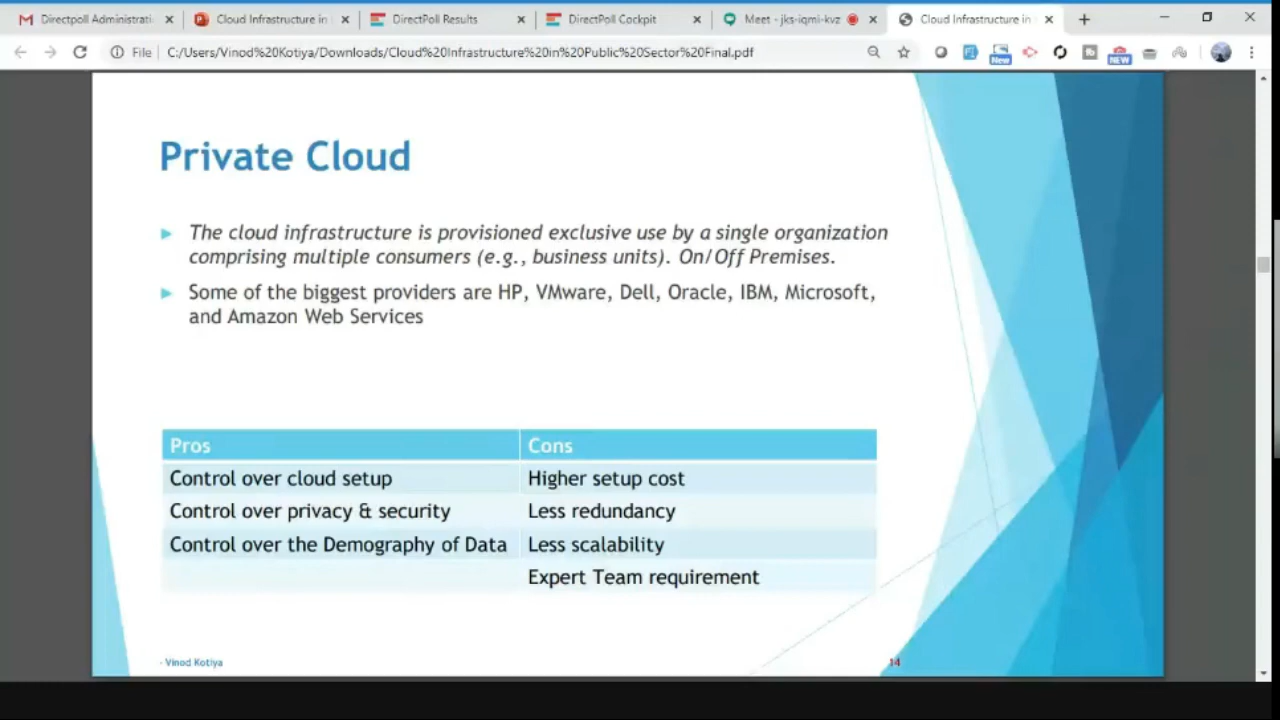 Directpoll Administrati
Cloud Infrastructure in
DirectPoll Results
DirectPoll Cockpit
Meet - jks-iqmi-kvz
Cloud Infrastructure in
File
C:/Users/Vinod%20Kotiya/Downloads/Cloud%20Infrastructure%20in%20Public%20Sector%20Final.pdf
New
NEW
Private Cloud
The cloud infrastructure is provisioned exclusive use by a single organization
comprising multiple consumers (e.g., business units). On/Off Premises.
Some of the biggest providers are HP, VMware, Dell, Oracle, IBM, Microsoft,
and Amazon Web Services
Pros Cons
Control over cloud setup Higher setup cost
Control over privacy & security Less redundancy
Control over the Demography of Data Less scalability
Expert Team requirement
- Vinod Kotiya
14